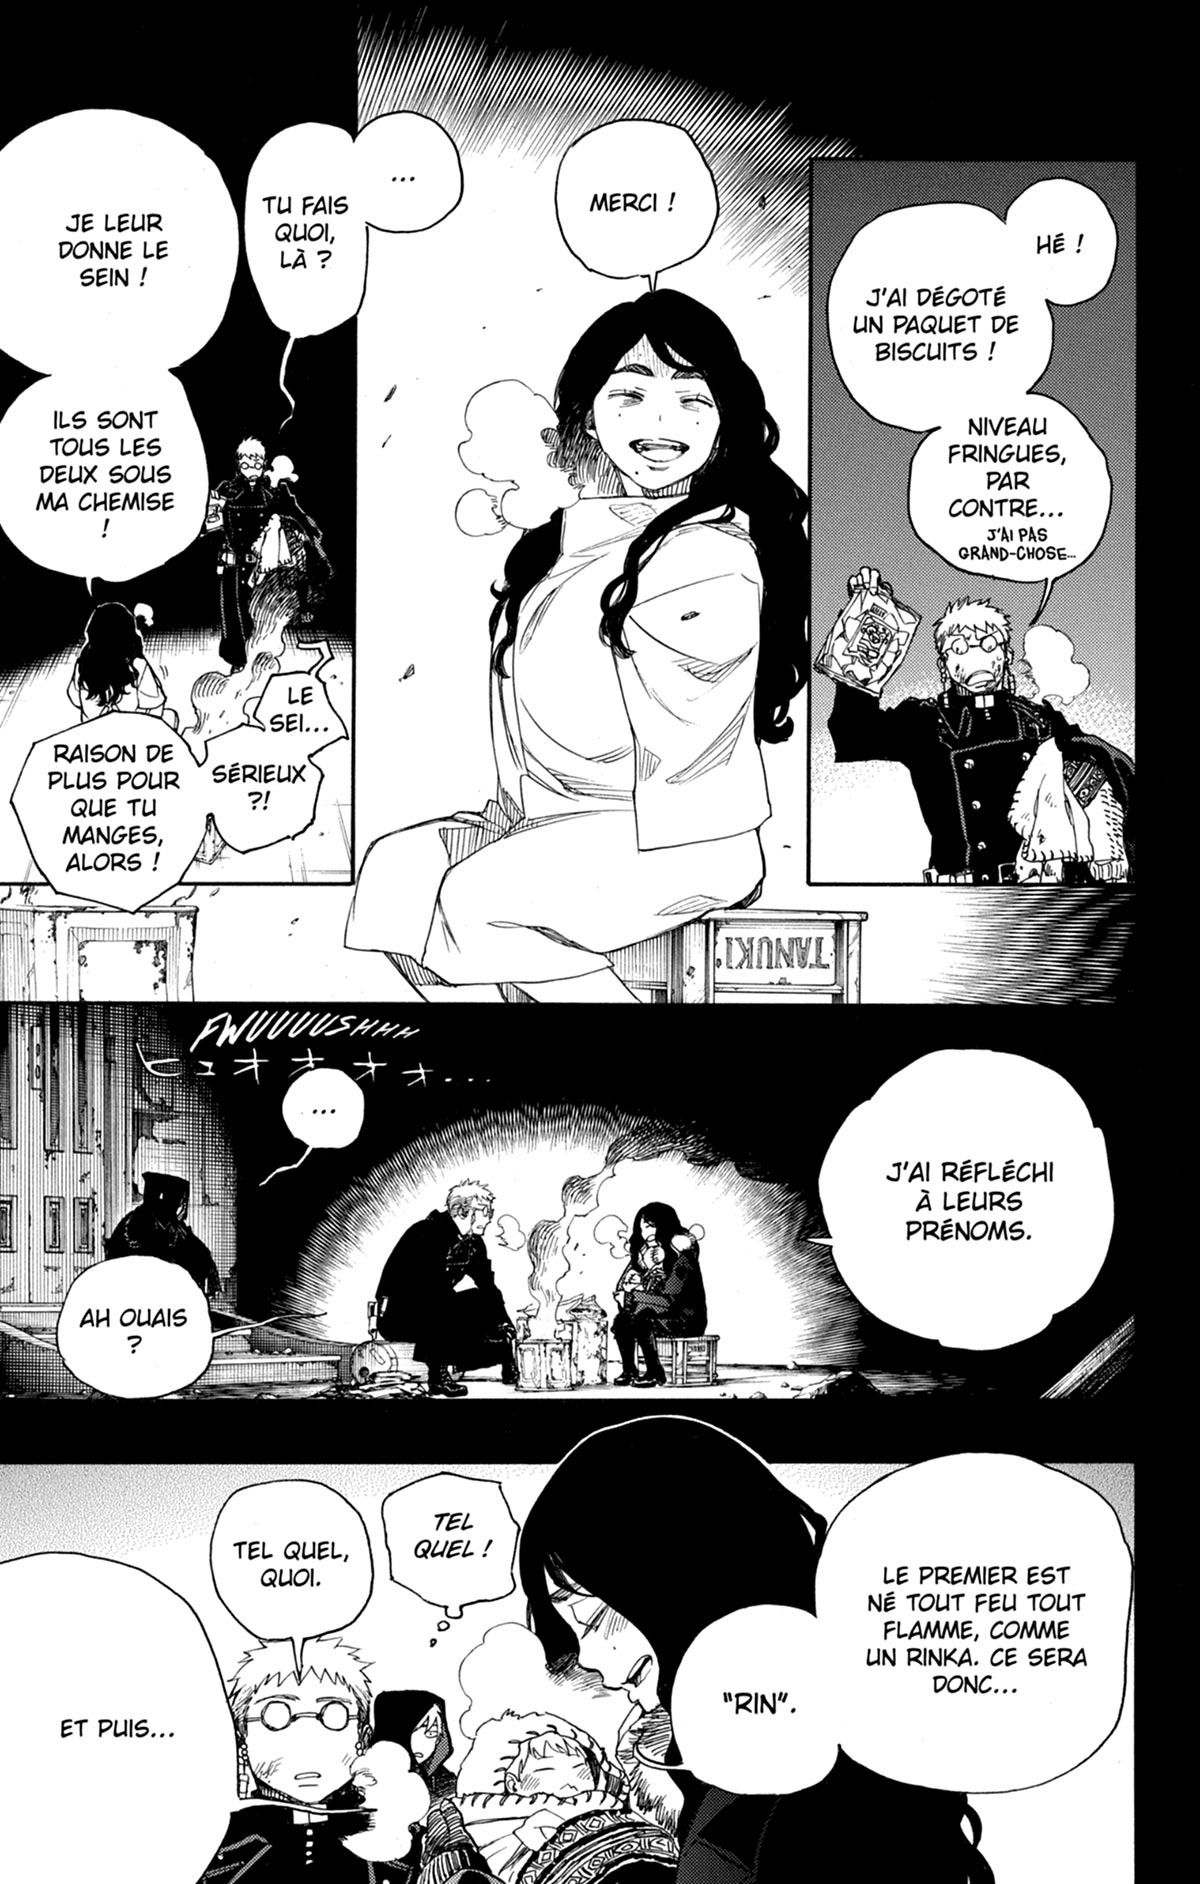 HÉ !
J'AI DÉGOTÉ
UN PAQUET DE
BISCUITS !
NIVEAU
FRINGUES,
PAR
CONTRE...
J'AI PAS
GRAND-CHOSE...
MERCI !
...
TU FAIS
QUOI,
LÀ ?
JE LEUR
DONNE LE
SEIN !
ILS SONT
TOUS LES
DEUX SOUS
MA CHEMISE
!
LE
SEI...
SÉRIEUX
?!
RAISON DE
PLUS POUR
QUE TU
MANGES,
ALORS !
TANUKI
FWUUUUUSHHH
ヒュオオオオ...
...
J'AI RÉFLÉCHI
À LEURS
PRÉNOMS.
AH OUAIS
?
LE PREMIER EST
NÉ TOUT FEU TOUT
FLAMME, COMME
UN RINKA. CE SERA
DONC...
"RIN".
TEL
QUEL !
TEL QUEL,
QUOI.
ET PUIS...